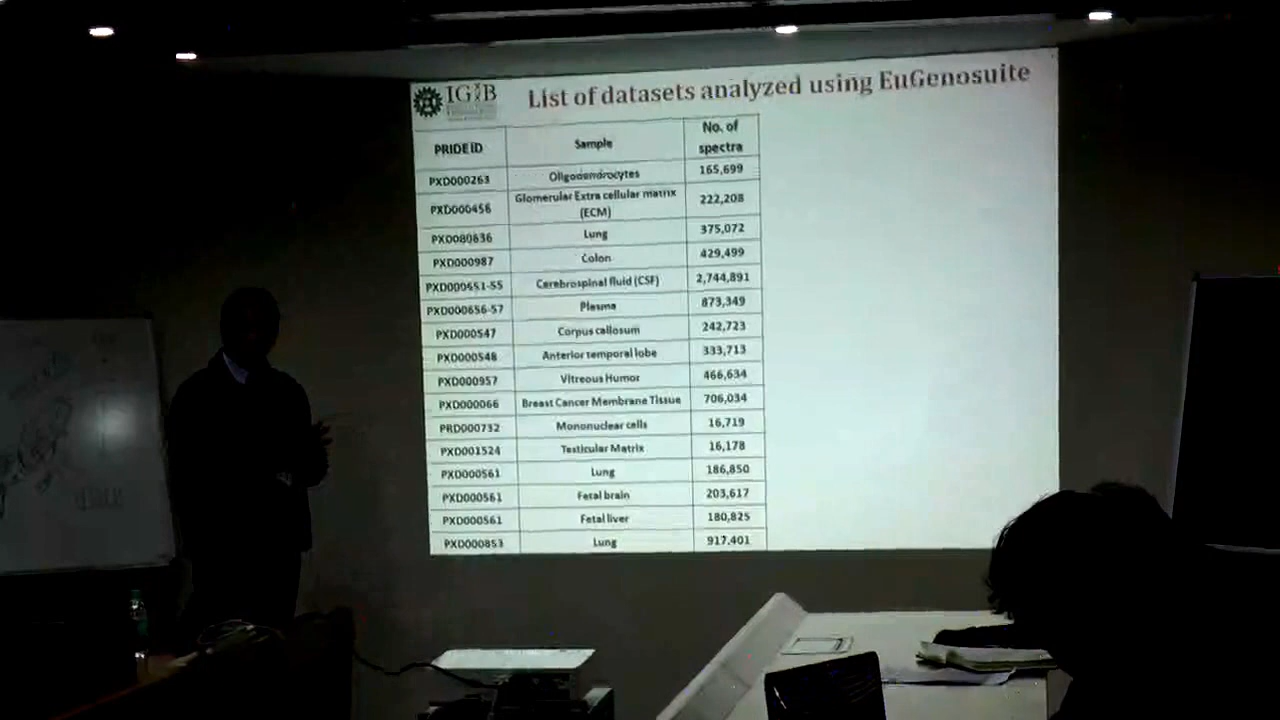 IGIB
List of datasets analyzed using EuGenosuite
PRIDE ID Sample No. of spectra
PXD000263 Oligodendrocytes 165,699
PXD000456 Glomerular Extra cellular matrix (ECM) 222,208
PXD080636 Lung 375,072
PXD000987 Colon 429,499
PXD000651-55 Cerebrospinal fluid (CSF) 2,744,891
PXD000656-57 Plasma 873,349
PXD000547 Corpus callosum 242,723
PXD000548 Anterior temporal lobe 333,713
PXD000957 Vitreous Humor 466,634
PXD000066 Breast Cancer Membrane Tissue 706,034
PRD000732 Mononuclear cells 16,719
PXD001524 Testicular Matrix 16,178
PXD000561 Lung 186,850
PXD000561 Fetal brain 203,617
PXD000561 Fetal liver 180,825
PXD000853 Lung 917,401